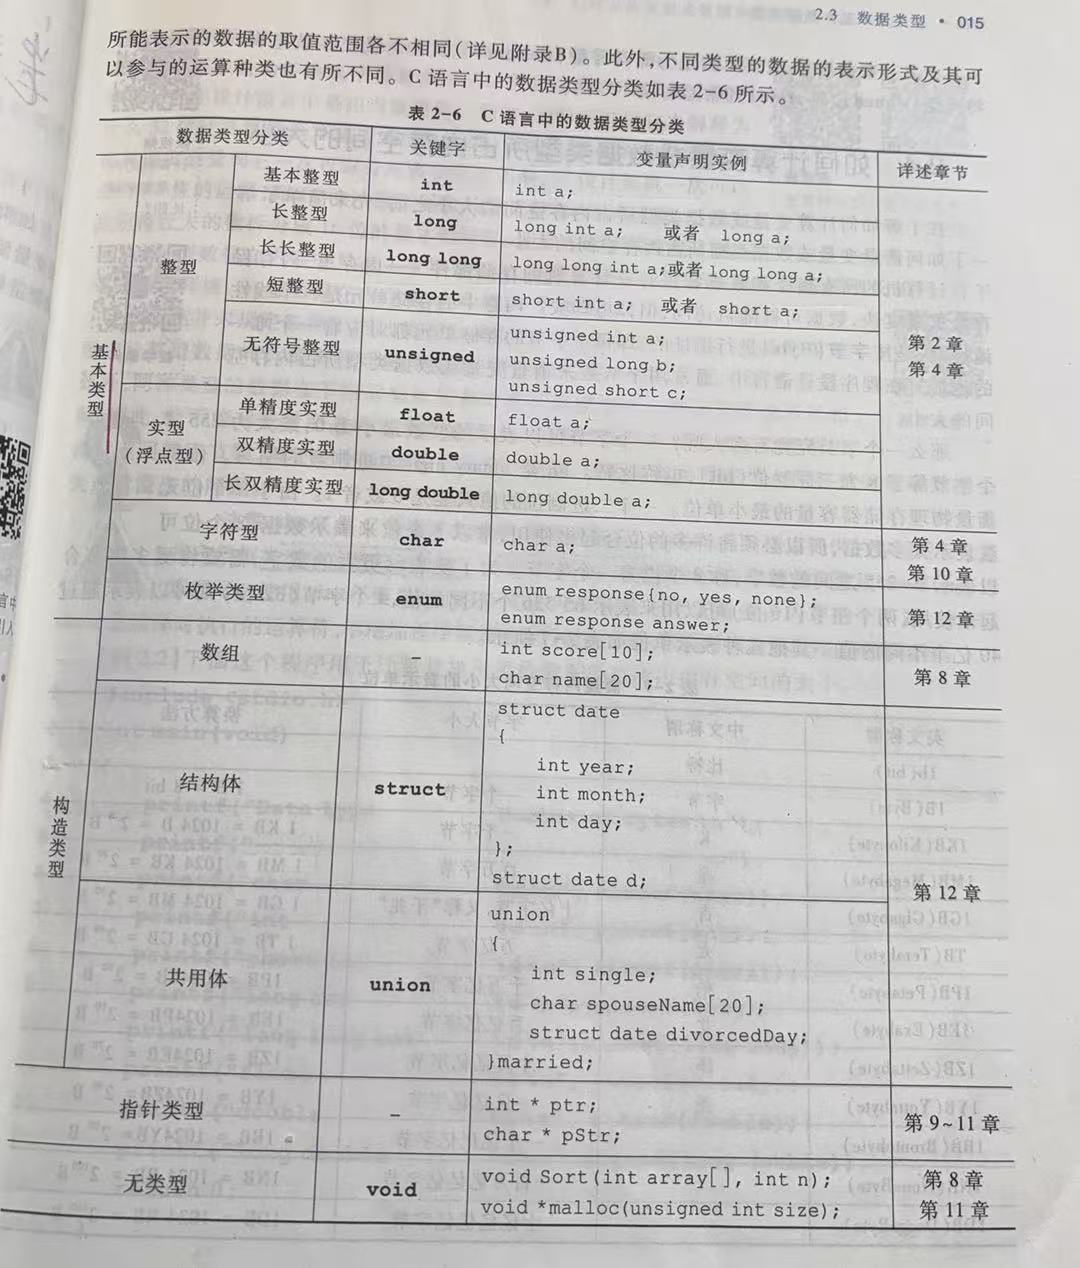 2.3 数据类型 · 015
所能表示的数据的取值范围各不相同(详见附录B)。此外,不同类型的数据的表示形式及其可
以参与的运算种类也有所不同。C 语言中的数据类型分类如表 2-6 所示。
表 2-6 C 语言中的数据类型分类
数据类型分类 关键字 变量声明实例 详述章节
基本类型
整型
基本整型 int int a;
长整型 long long int a; 或者 long a;
长长整型 long long long long int a;或者 long long a;
短整型 short short int a; 或者 short a;
无符号整型 unsigned
unsigned int a;
unsigned long b;
unsigned short c;
第 2 章
第 4 章
实型
(浮点型)
单精度实型 float float a;
双精度实型 double double a;
长双精度实型 long double long double a;
字符型 char char a;
第 4 章
第 10 章
枚举类型 enum
enum response{no, yes, none};
enum response answer;
第 12 章
构造类型
数组 –
int score[10];
char name[20];
第 8 章
结构体 struct
struct date
{
int year;
int month;
int day;
};
struct date d;
第 12 章
共用体 union
union
{
int single;
char spouseName[20];
struct date divorcedDay;
}married;
指针类型 –
int * ptr;
char * pStr;
第 9~11 章
无类型 void
void Sort(int array[], int n);
void *malloc(unsigned int size);
第 8 章
第 11 章